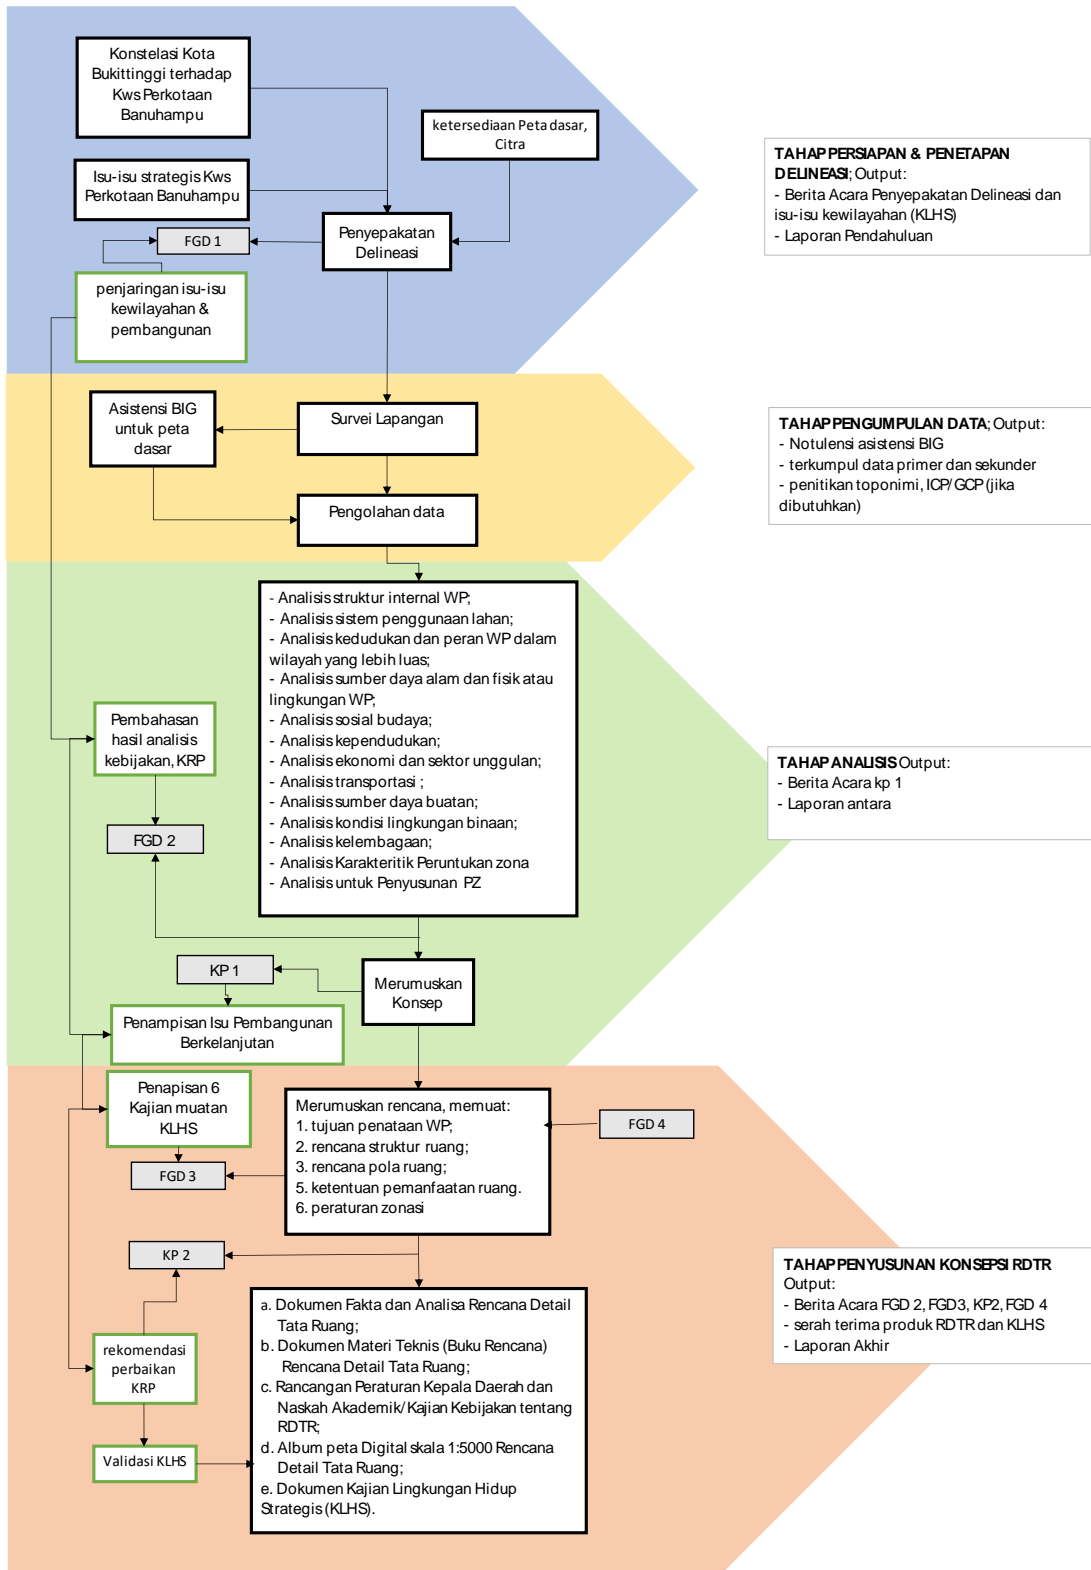 Konstelasi Kota
Bukittinggi terhadap
Kws Perkotaan
Banuhampu
ketersediaan Peta dasar,
Citra
Isu-isu strategis Kws
Perkotaan Banuhampu
Penyepakatan
Delineasi
FGD 1
penjaringan isu-isu
kewilayahan &
pembangunan
TAHAP PERSIAPAN & PENETAPAN
DELINEASI; Output:
- Berita Acara Penyepakatan Delineasi dan
isu-isu kewilayahan (KLHS)
- Laporan Pendahuluan
Asistensi BIG
untuk peta
dasar
Survei Lapangan
Pengolahan data
TAHAP PENGUMPULAN DATA; Output:
- Notulensi asistensi BIG
- terkumpul data primer dan sekunder
- penitikan toponimi, ICP/GCP (jika
dibutuhkan)
- Analisis struktur internal WP;
- Analisis sistem penggunaan lahan;
- Analisis kedudukan dan peran WP dalam
wilayah yang lebih luas;
- Analisis sumber daya alam dan fisik atau
lingkungan WP;
- Analisis sosial budaya;
- Analisis kependudukan;
- Analisis ekonomi dan sektor unggulan;
- Analisis transportasi ;
- Analisis sumber daya buatan;
- Analisis kondisi lingkungan binaan;
- Analisis kelembagaan;
- Analisis Karakteritik Peruntukan zona
- Analisis untuk Penyusunan PZ
Pembahasan
hasil analisis
kebijakan, KRP
FGD 2
KP 1
Merumuskan
Konsep
Penampisan Isu Pembangunan
Berkelanjutan
TAHAP ANALISIS Output:
- Berita Acara kp 1
- Laporan antara
Penapisan 6
Kajian muatan
KLHS
FGD 3
Merumuskan rencana, memuat:
1. tujuan penataan WP;
2. rencana struktur ruang;
3. rencana pola ruang;
5. ketentuan pemanfaatan ruang.
6. peraturan zonasi
FGD 4
KP 2
rekomendasi
perbaikan
KRP
Validasi KLHS
a. Dokumen Fakta dan Analisa Rencana Detail
Tata Ruang;
b. Dokumen Materi Teknis (Buku Rencana)
Rencana Detail Tata Ruang;
c. Rancangan Peraturan Kepala Daerah dan
Naskah Akademik/Kajian Kebijakan tentang
RDTR;
d. Album peta Digital skala 1:5000 Rencana
Detail Tata Ruang;
e. Dokumen Kajian Lingkungan Hidup
Strategis (KLHS).
TAHAP PENYUSUNAN KONSEPSI RDTR
Output:
- Berita Acara FGD 2, FGD3, KP2, FGD 4
- serah terima produk RDTR dan KLHS
- Laporan Akhir